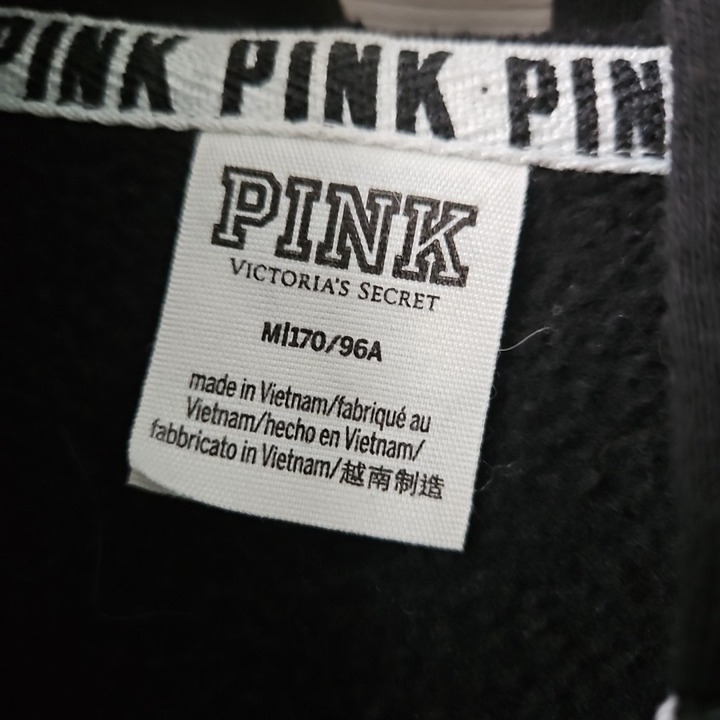 PINK PINK PIN
PINK
VICTORIA'S SECRET
M|170/96A
made in Vietnam/fabriqué au
Vietnam/hecho en Vietnam/
fabbricato in Vietnam/越南制造